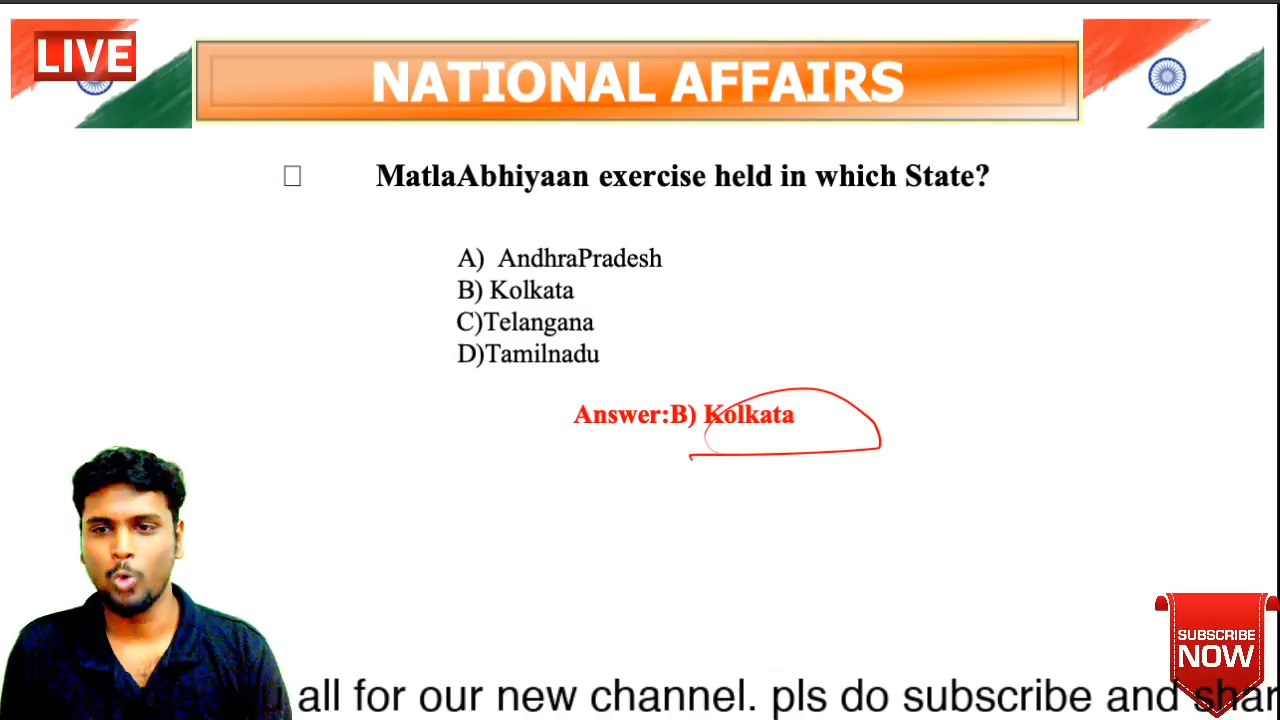 LIVE
NATIONAL AFFAIRS
MatlaAbhiyaan exercise held in which State?
A) AndhraPradesh
B) Kolkata
C)Telangana
D)Tamilnadu
Answer:B) Kolkata
SUBSCRIBE
NOW
all for our new channel. pls do subscribe and shar